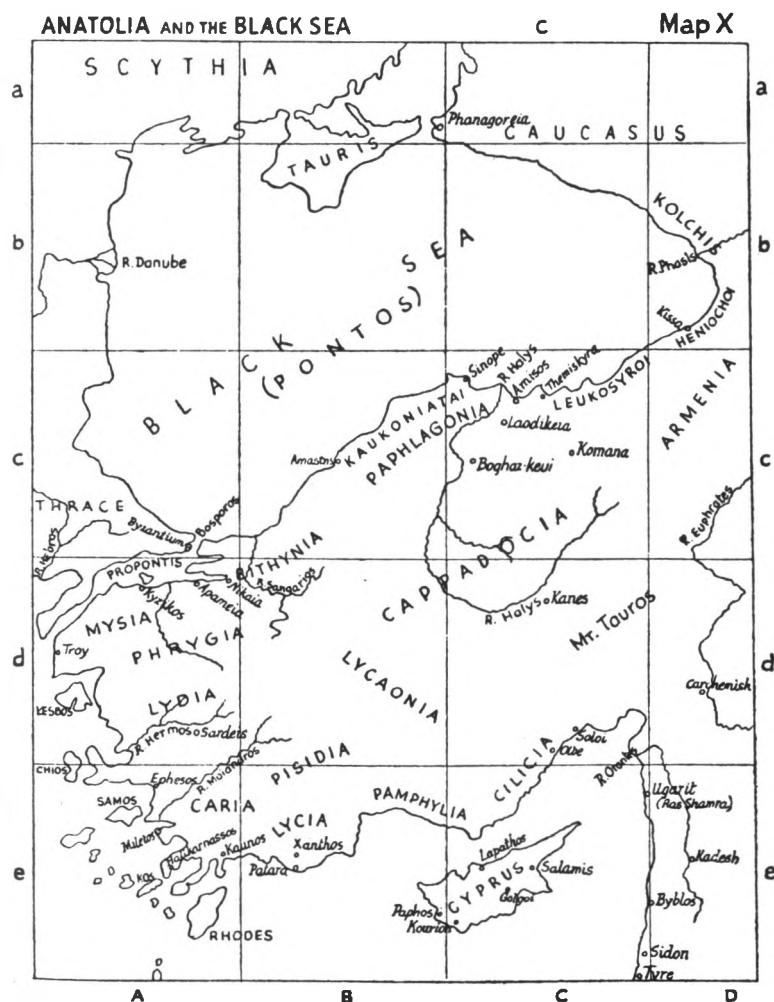 ANATOLIA AND THE BLACK SEA
C
Map X
a
SCYTHIA
a
Phanagoreia
CAUCASUS
TAURIS
KOLCHIS
b
R. Danube
SEA
R. Phasis
b
Kissa
HENIOCHOI
BLACK
(PONTOS)
Sinope
R Halys
Amisos
Themiskyra
LEUKOSYROI
ARMENIA
KAUKONIATAI
PAPHLAGONIA
Laodikeia
c
Amastris
Boghaz-keui
Komana
c
THRACE
Byzantium
Bosporos
R. Hebros
R. Euphrates
PROPONTIS
BITHYNIA
CAPPADOCIA
Kyzikos
Apameia
Nikaia
R. Sangarios
R. Halys
Kanes
MYSIA
PHRYGIA
Mt. Tauros
d
Troy
LYCAONIA
d
LESBOS
LYDIA
Carchemish
R. Hermos
Sardeis
Soloi
Olbe
CHIOS
Ephesos
R. Maiandros
PISIDIA
CILICIA
R. Orontes
SAMOS
CARIA
PAMPHYLIA
Ugarit
(Ras Shamra)
Miletos
LYCIA
Halikarnassos
Kaunos
Xanthos
Lapathos
Kadesh
e
KOS
Patara
CYPRUS
Salamis
e
Golgoi
Paphos
Kourion
Byblos
RHODES
Sidon
Tyre
A
B
C
D